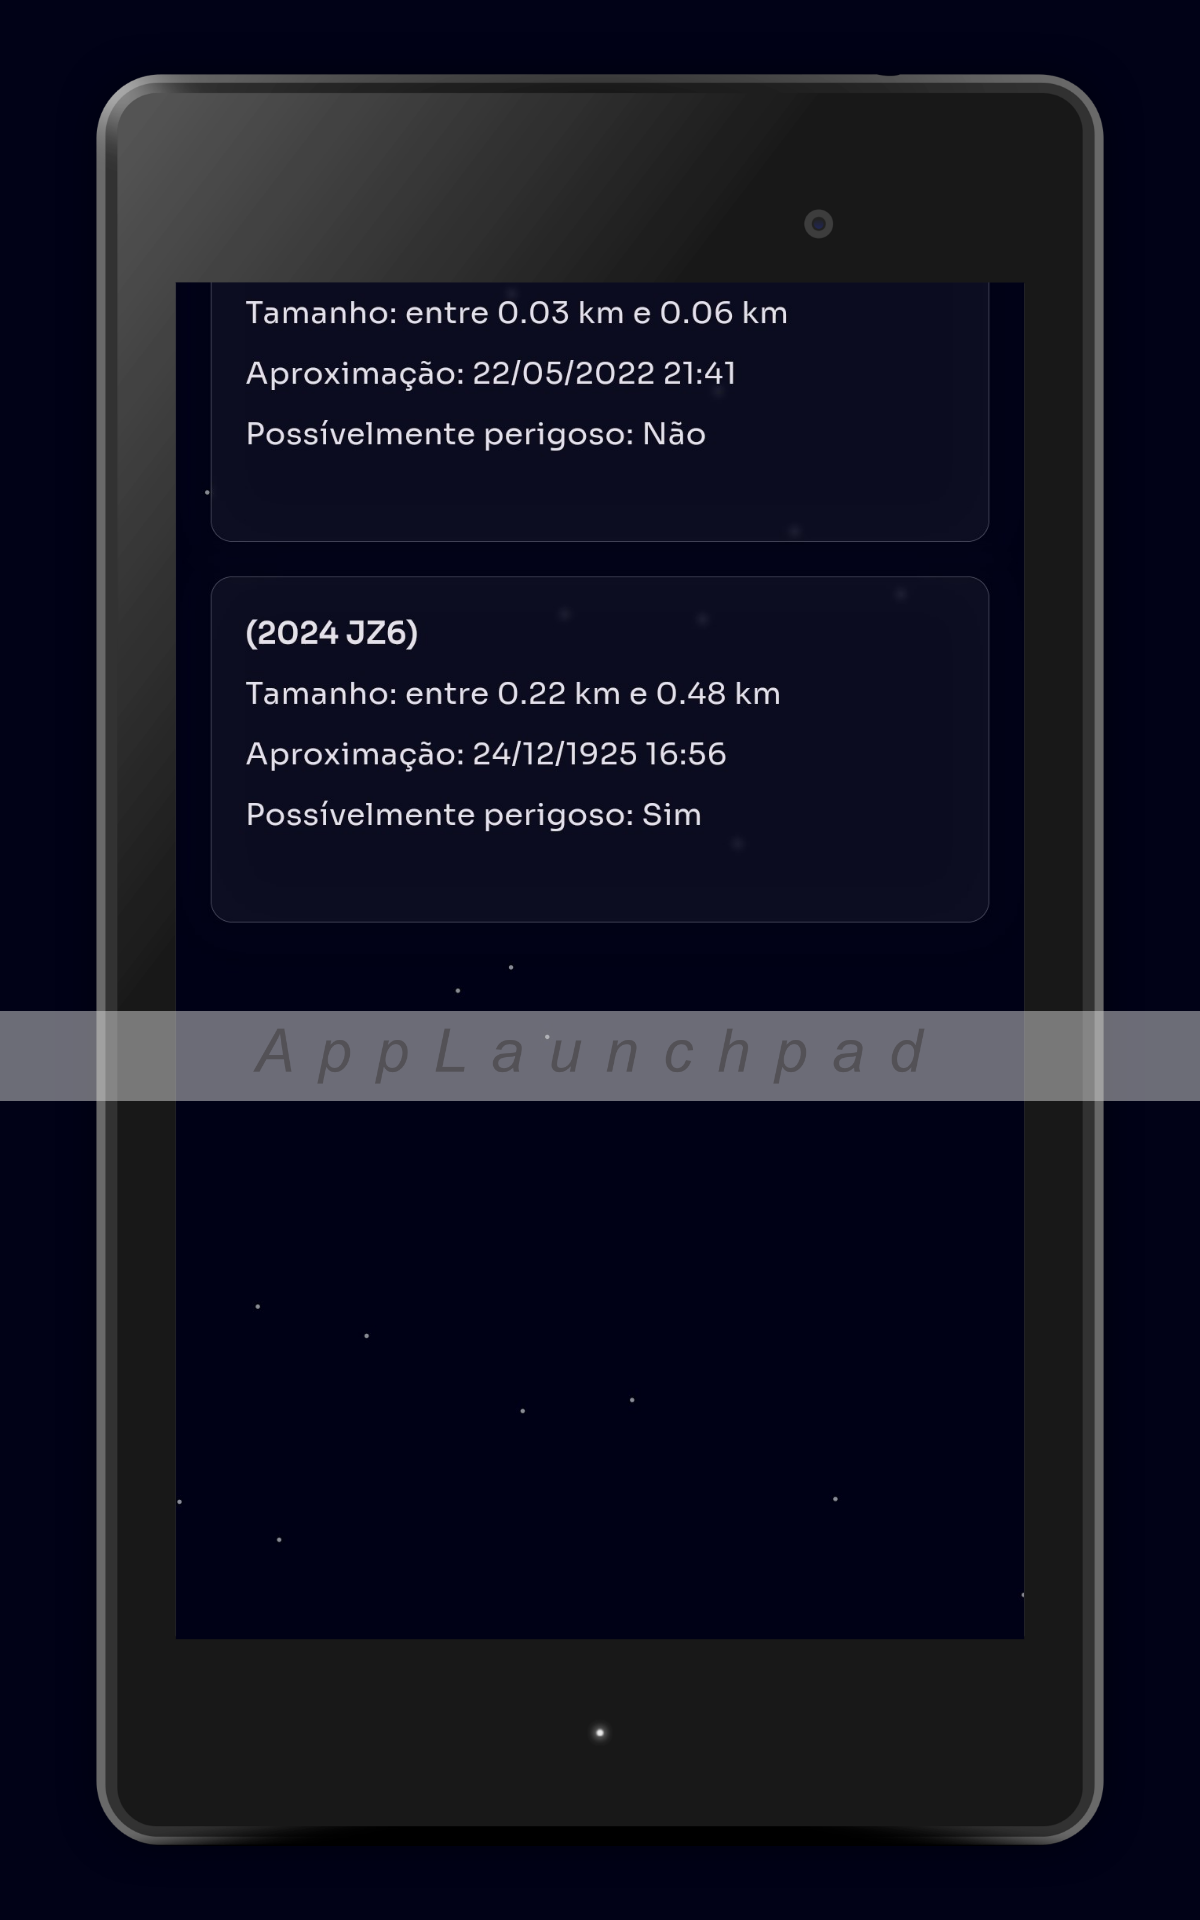 Tamanho: entre 0.03 km e 0.06 km
Aproximação: 22/05/2022 21:41
Possívelmente perigoso: Não
(2024 JZ6)
Tamanho: entre 0.22 km e 0.48 km
Aproximação: 24/12/1925 16:56
Possívelmente perigoso: Sim
AppLaunchpad